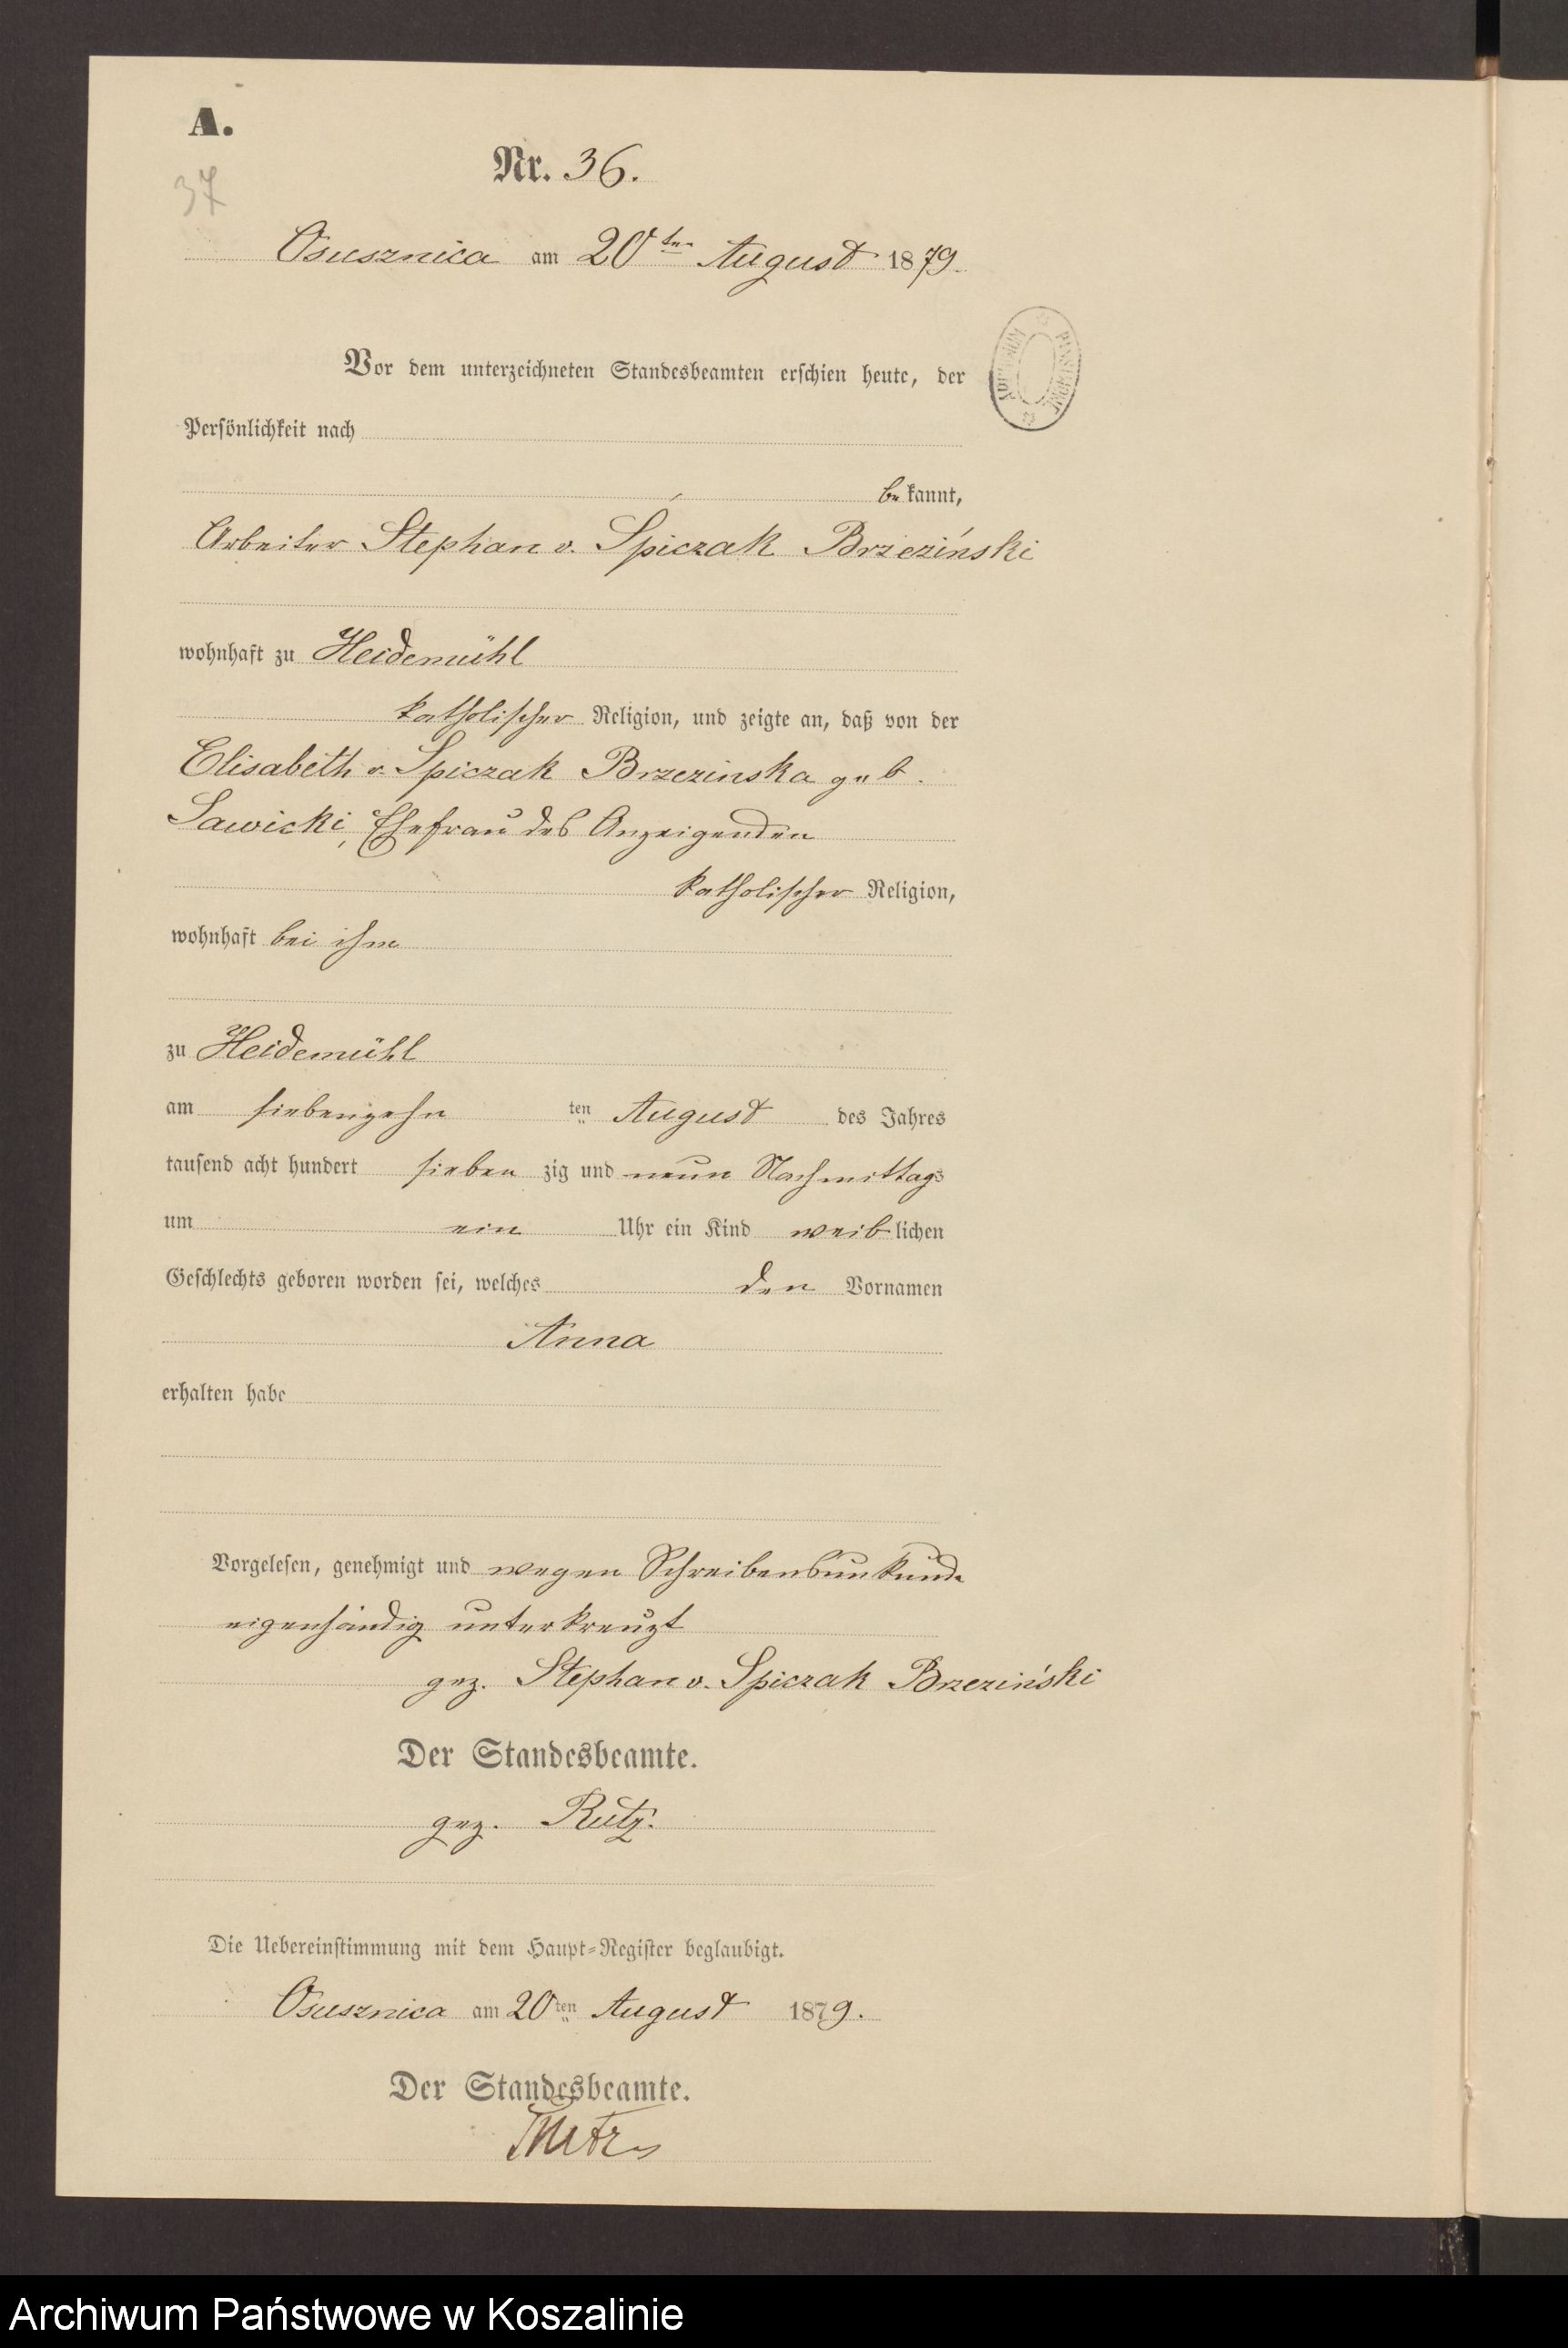 A.
37
Nr. 36.
Osusznica am 20ten August 1879.
Vor dem unterzeichneten Standesbeamten erschien heute, der
Persönlichkeit nach
bekannt,
Arbeiter Stephan v. Spiczak Brzeziński
wohnhaft zu Heidemühl
katholischer Religion, und zeigte an, daß von der
Elisabeth v. Spiczak Brzezinska geb.
Sawicki, Ehefrau des Anzeigenden
katholischer Religion,
wohnhaft bei ihm
zu Heidemühl
am siebenzehn ten August des Jahres
tausend acht hundert sieben zig und neun Nachmittags
um ein Uhr ein Kind weiblichen
Geschlechts geboren worden sei, welches den Vornamen
Anna
erhalten habe
Vorgelesen, genehmigt und wegen Schreibensunkunde
eigenhändig unterkreuzt
gez. Stephan v. Spiczak Brzeziński
Der Standesbeamte.
gez. Rutz.
Die Uebereinstimmung mit dem Haupt-Register beglaubigt.
Osusznica am 20ten August 1879.
Der Standesbeamte.
Archiwum Państwowe w Koszalinie